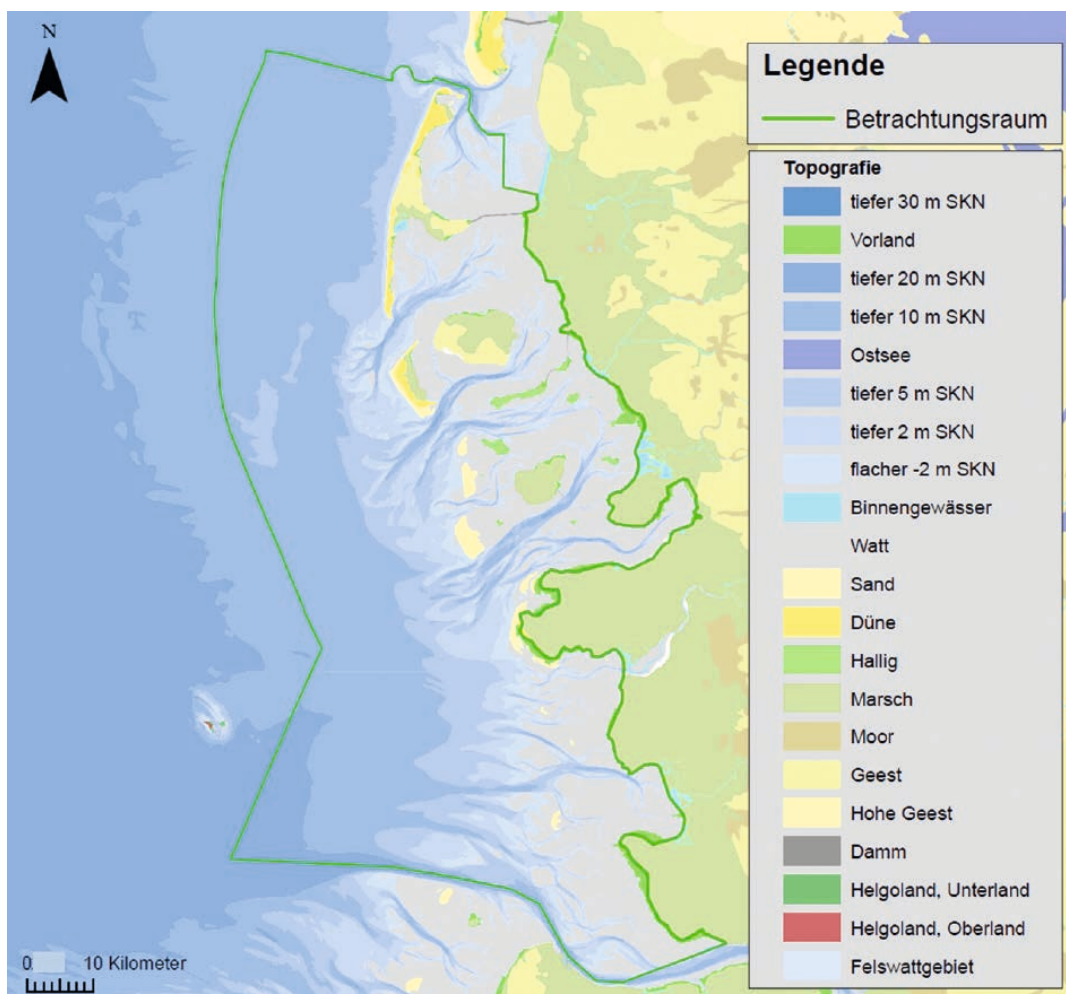 N
Legende
Betrachtungsraum
Topografie
tiefer 30 m SKN
Vorland
tiefer 20 m SKN
tiefer 10 m SKN
Ostsee
tiefer 5 m SKN
tiefer 2 m SKN
flacher -2 m SKN
Binnengewässer
Watt
Sand
Düne
Hallig
Marsch
Moor
Geest
Hohe Geest
Damm
Helgoland, Unterland
Helgoland, Oberland
Felswattgebiet
0 10 Kilometer